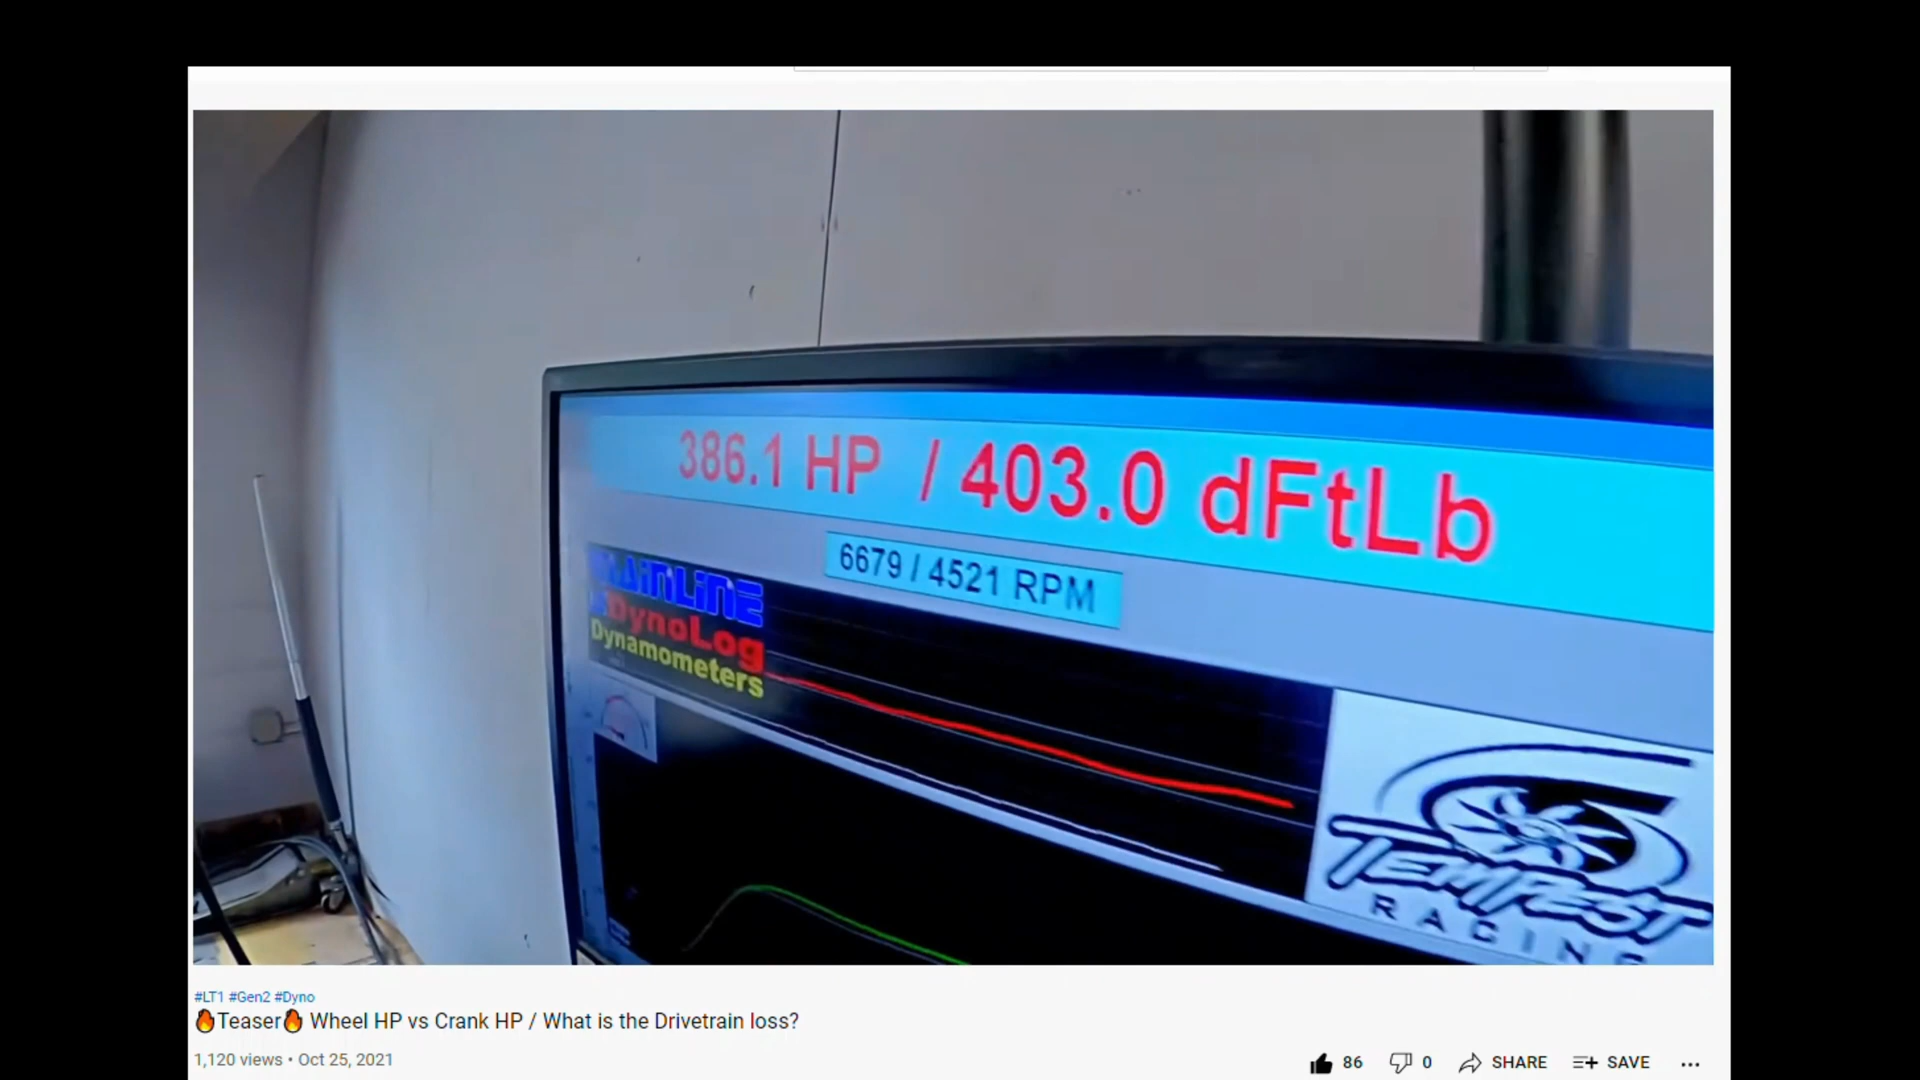 386.1 HP / 403.0 dFtLb
6679 / 4521 RPM
MAINLINE
DynoLog
Dynamometers
TEMPEST
RACING
#LT1 #Gen2 #Dyno
🔥Teaser🔥 Wheel HP vs Crank HP / What is the Drivetrain loss?
1,120 views • Oct 25, 2021
86 0 SHARE SAVE ...